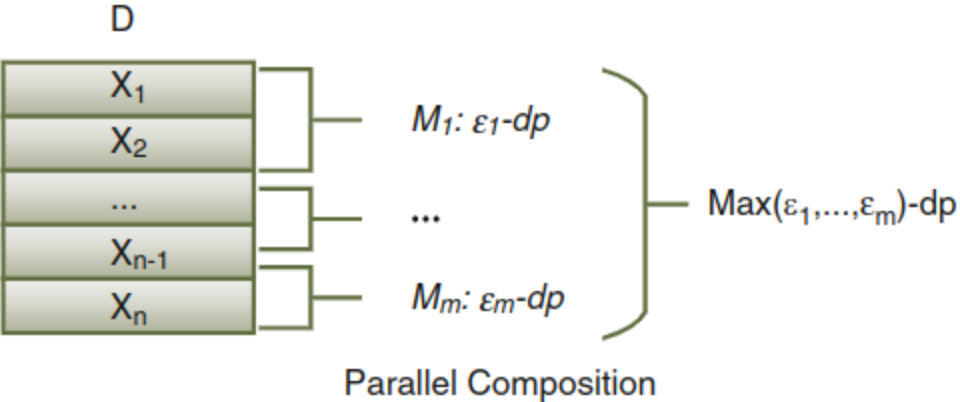 D
X1
X2
...
Xn-1
Xn
M1: ε1-dp
...
Mm: εm-dp
Max(ε1,...,εm)-dp
Parallel Composition